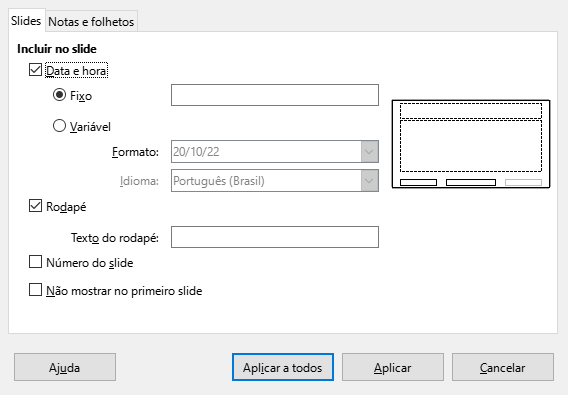 Slides Notas e folhetos
Incluir no slide
Data e hora
Fixo
Variável
Formato: 20/10/22
Idioma: Português (Brasil)
Rodapé
Texto do rodapé:
Número do slide
Não mostrar no primeiro slide
Ajuda Aplicar a todos Aplicar Cancelar